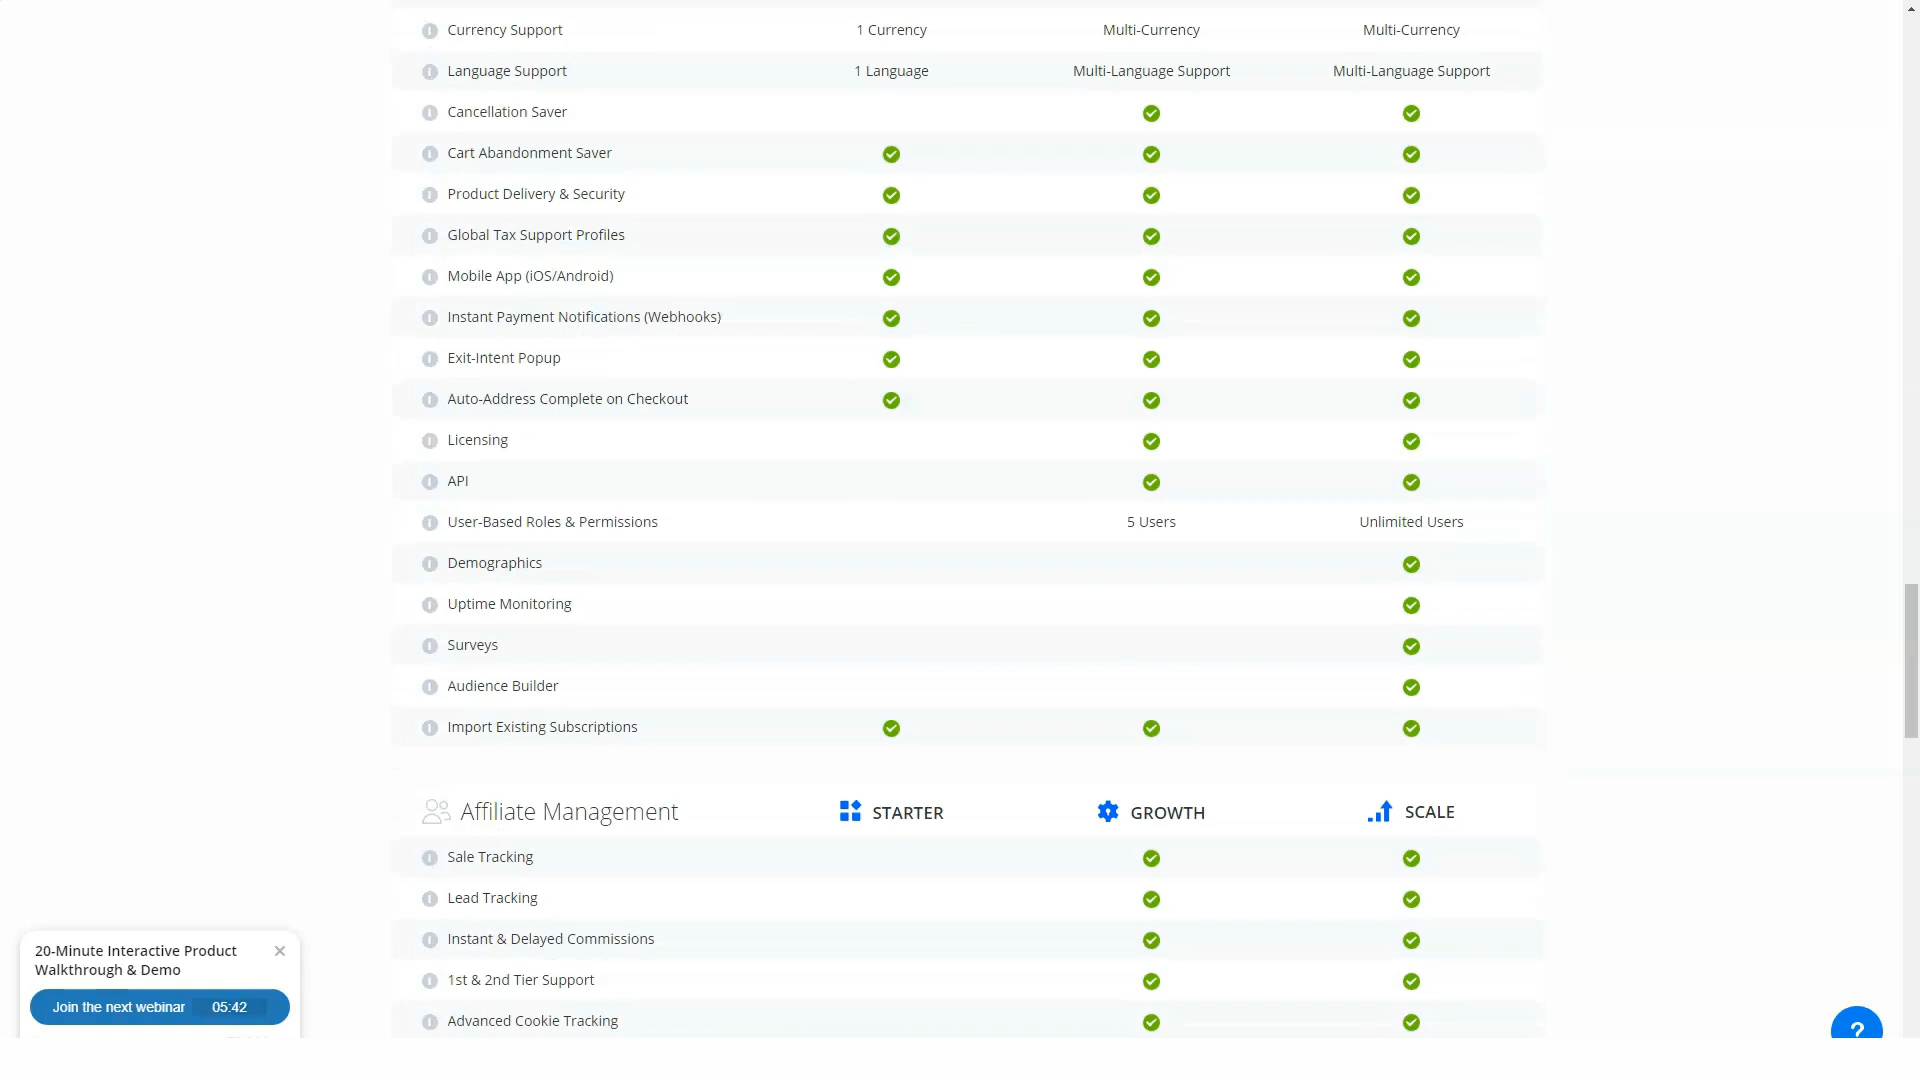 Currency Support 1 Currency Multi-Currency Multi-Currency
Language Support 1 Language Multi-Language Support Multi-Language Support
Cancellation Saver
Cart Abandonment Saver
Product Delivery & Security
Global Tax Support Profiles
Mobile App (iOS/Android)
Instant Payment Notifications (Webhooks)
Exit-Intent Popup
Auto-Address Complete on Checkout
Licensing
API
User-Based Roles & Permissions 5 Users Unlimited Users
Demographics
Uptime Monitoring
Surveys
Audience Builder
Import Existing Subscriptions
Affiliate Management STARTER GROWTH SCALE
Sale Tracking
Lead Tracking
Instant & Delayed Commissions
1st & 2nd Tier Support
Advanced Cookie Tracking
20-Minute Interactive Product
Walkthrough & Demo
Join the next webinar 05:42
?